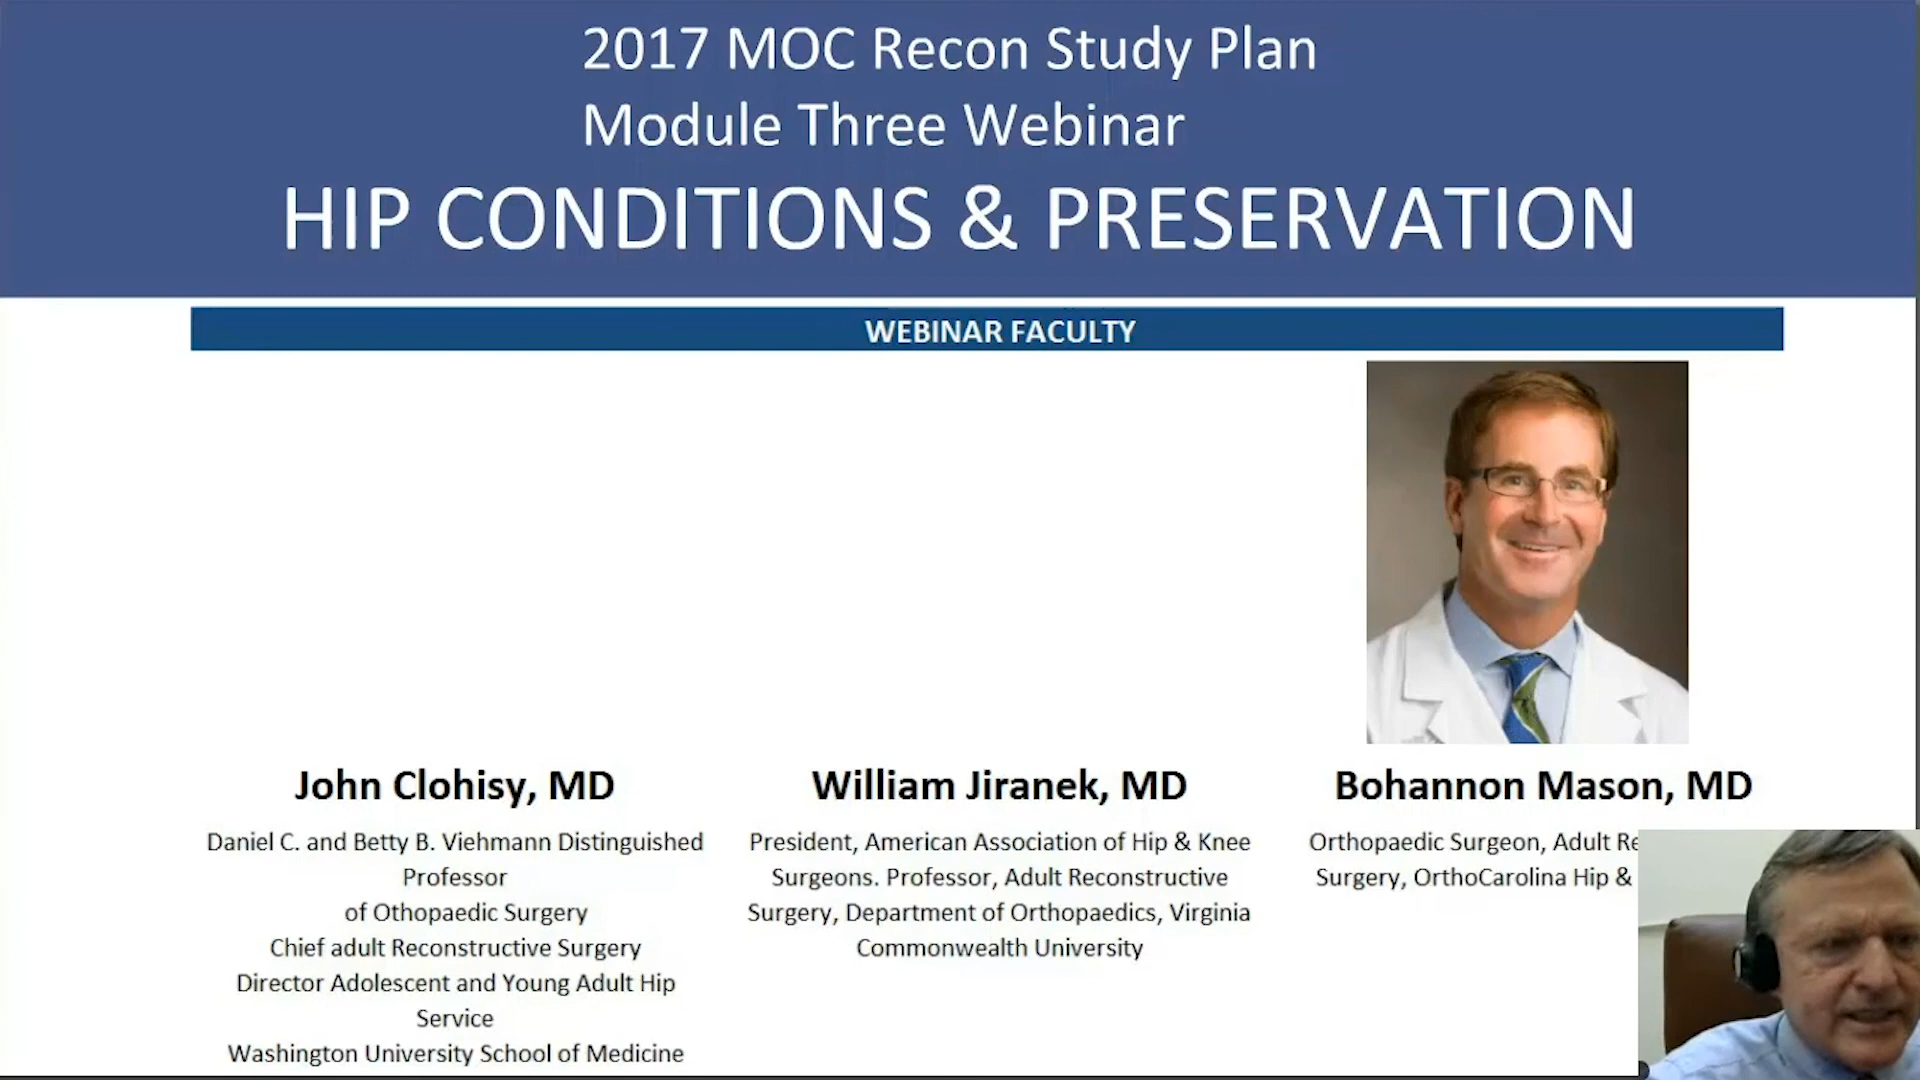 2017 MOC Recon Study Plan
Module Three Webinar
HIP CONDITIONS & PRESERVATION
WEBINAR FACULTY
John Clohisy, MD
Daniel C. and Betty B. Viehmann Distinguished
Professor
of Othopaedic Surgery
Chief adult Reconstructive Surgery
Director Adolescent and Young Adult Hip
Service
Washington University School of Medicine
William Jiranek, MD
President, American Association of Hip & Knee
Surgeons. Professor, Adult Reconstructive
Surgery, Department of Orthopaedics, Virginia
Commonwealth University
Bohannon Mason, MD
Orthopaedic Surgeon, Adult Re
Surgery, OrthoCarolina Hip &